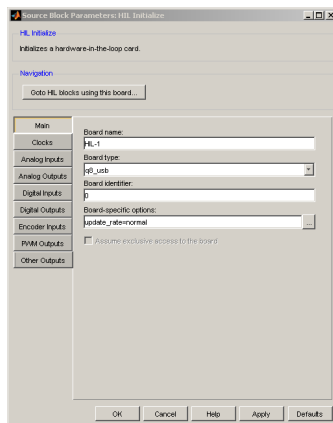 Source Block Parameters: HIL Initialize
HIL Initialize
Initializes a hardware-in-the-loop card.
Navigation
Goto HIL blocks using this board...
Main
Clocks
Analog Inputs
Analog Outputs
Digital Inputs
Digital Outputs
Encoder Inputs
PWM Outputs
Other Outputs
Board name:
HIL-1
Board type:
q8_usb
Board identifier:
0
Board-specific options:
update_rate=normal
...
Assume exclusive access to the board
OK
Cancel
Help
Apply
Defaults